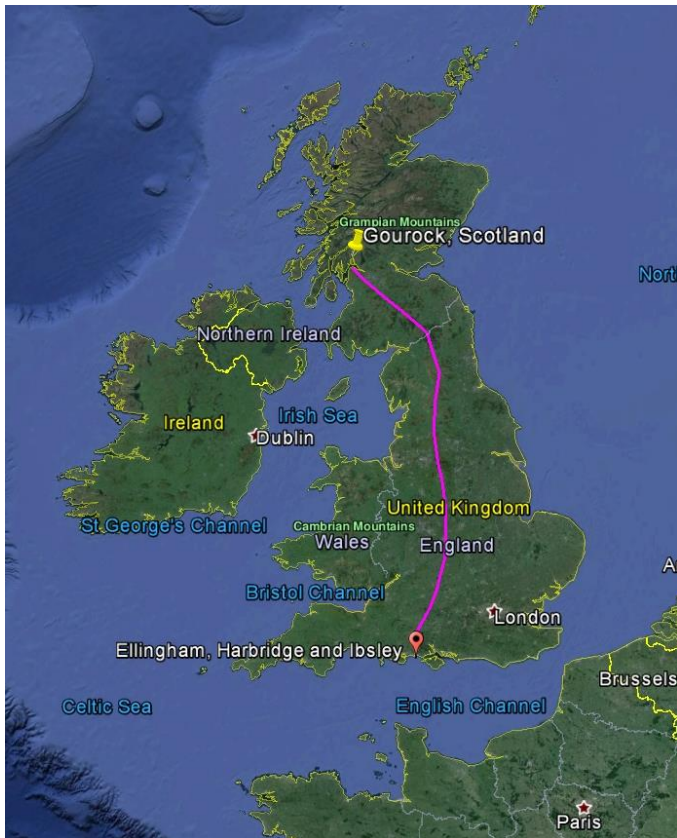 Grampian Mountains
Gourock, Scotland
Nort
Northern Ireland
Irish Sea
Ireland
Dublin
United Kingdom
St George's Channel
Cambrian Mountains
Wales
England
A
Bristol Channel
London
Ellingham, Harbridge and Ibsley
Brussels
Celtic Sea
English Channel
Paris